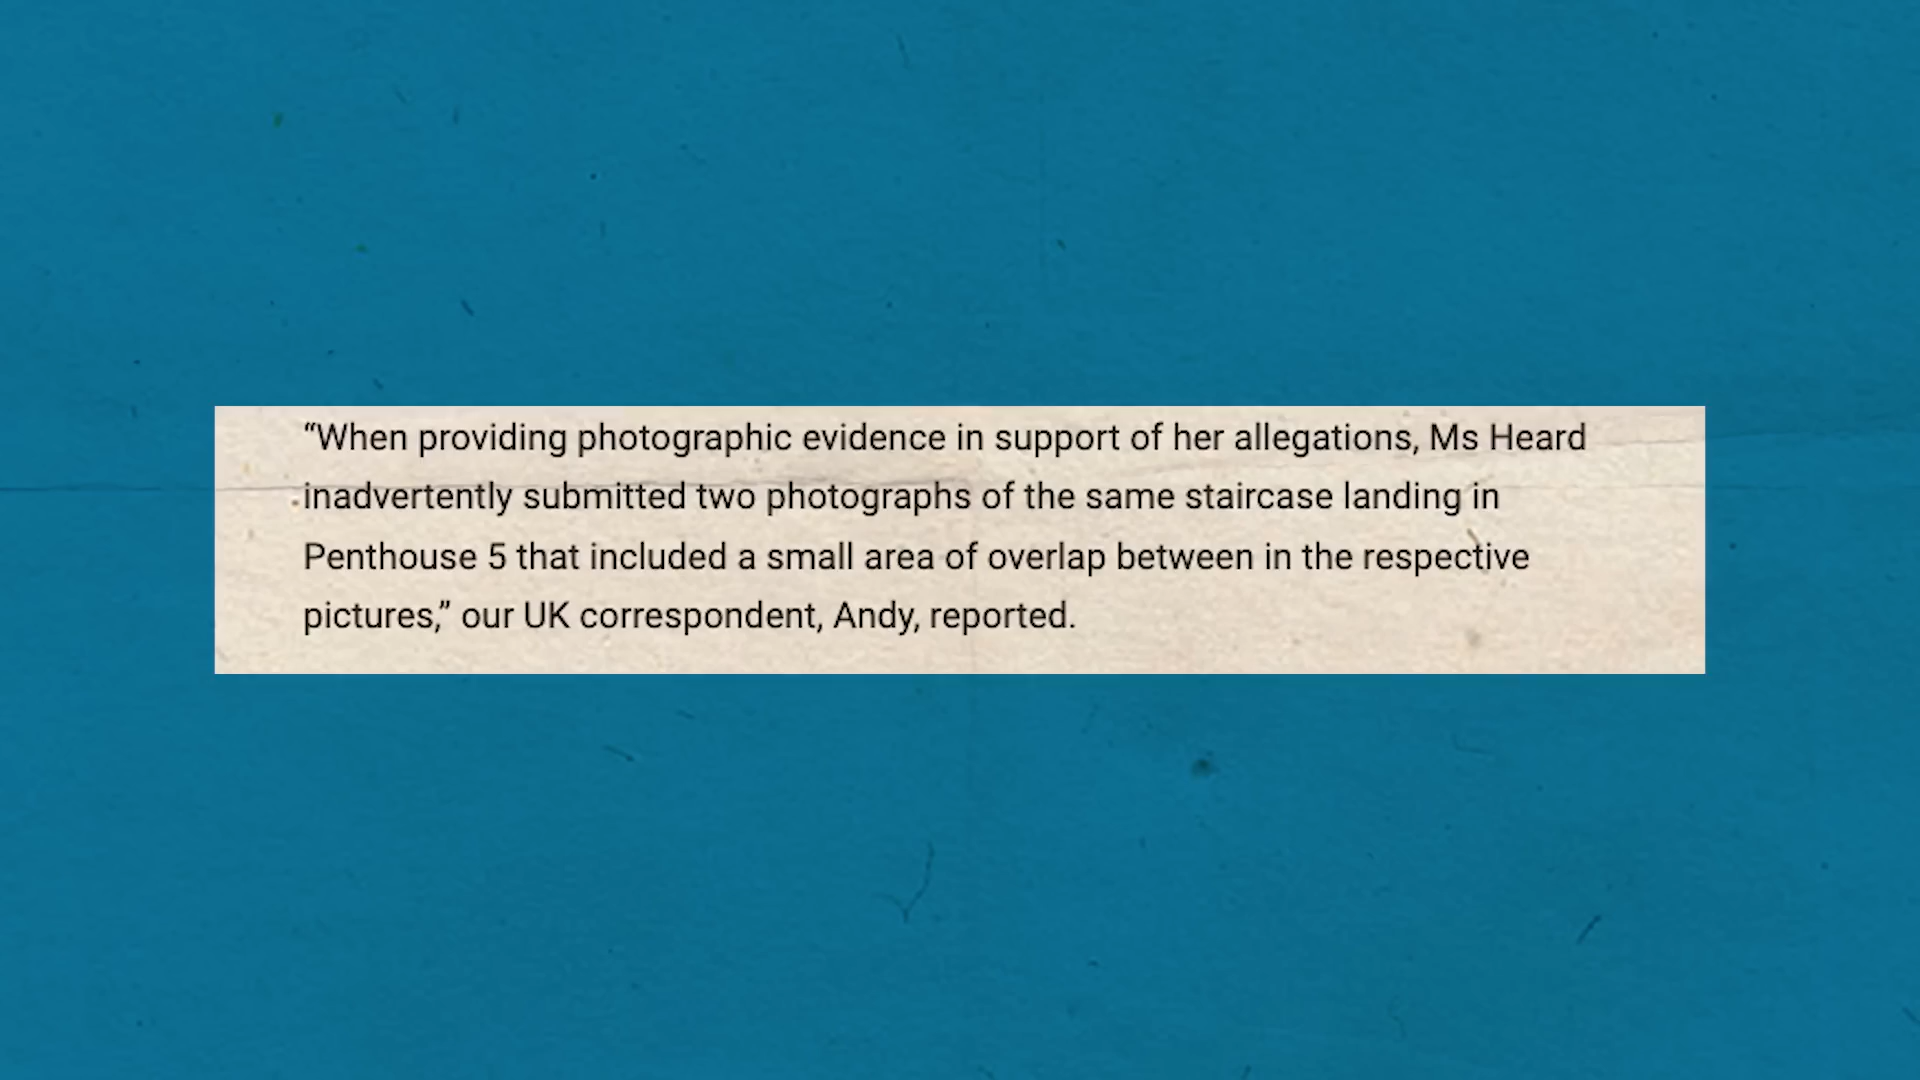 “When providing photographic evidence in support of her allegations, Ms Heard
inadvertently submitted two photographs of the same staircase landing in
Penthouse 5 that included a small area of overlap between in the respective
pictures,” our UK correspondent, Andy, reported.